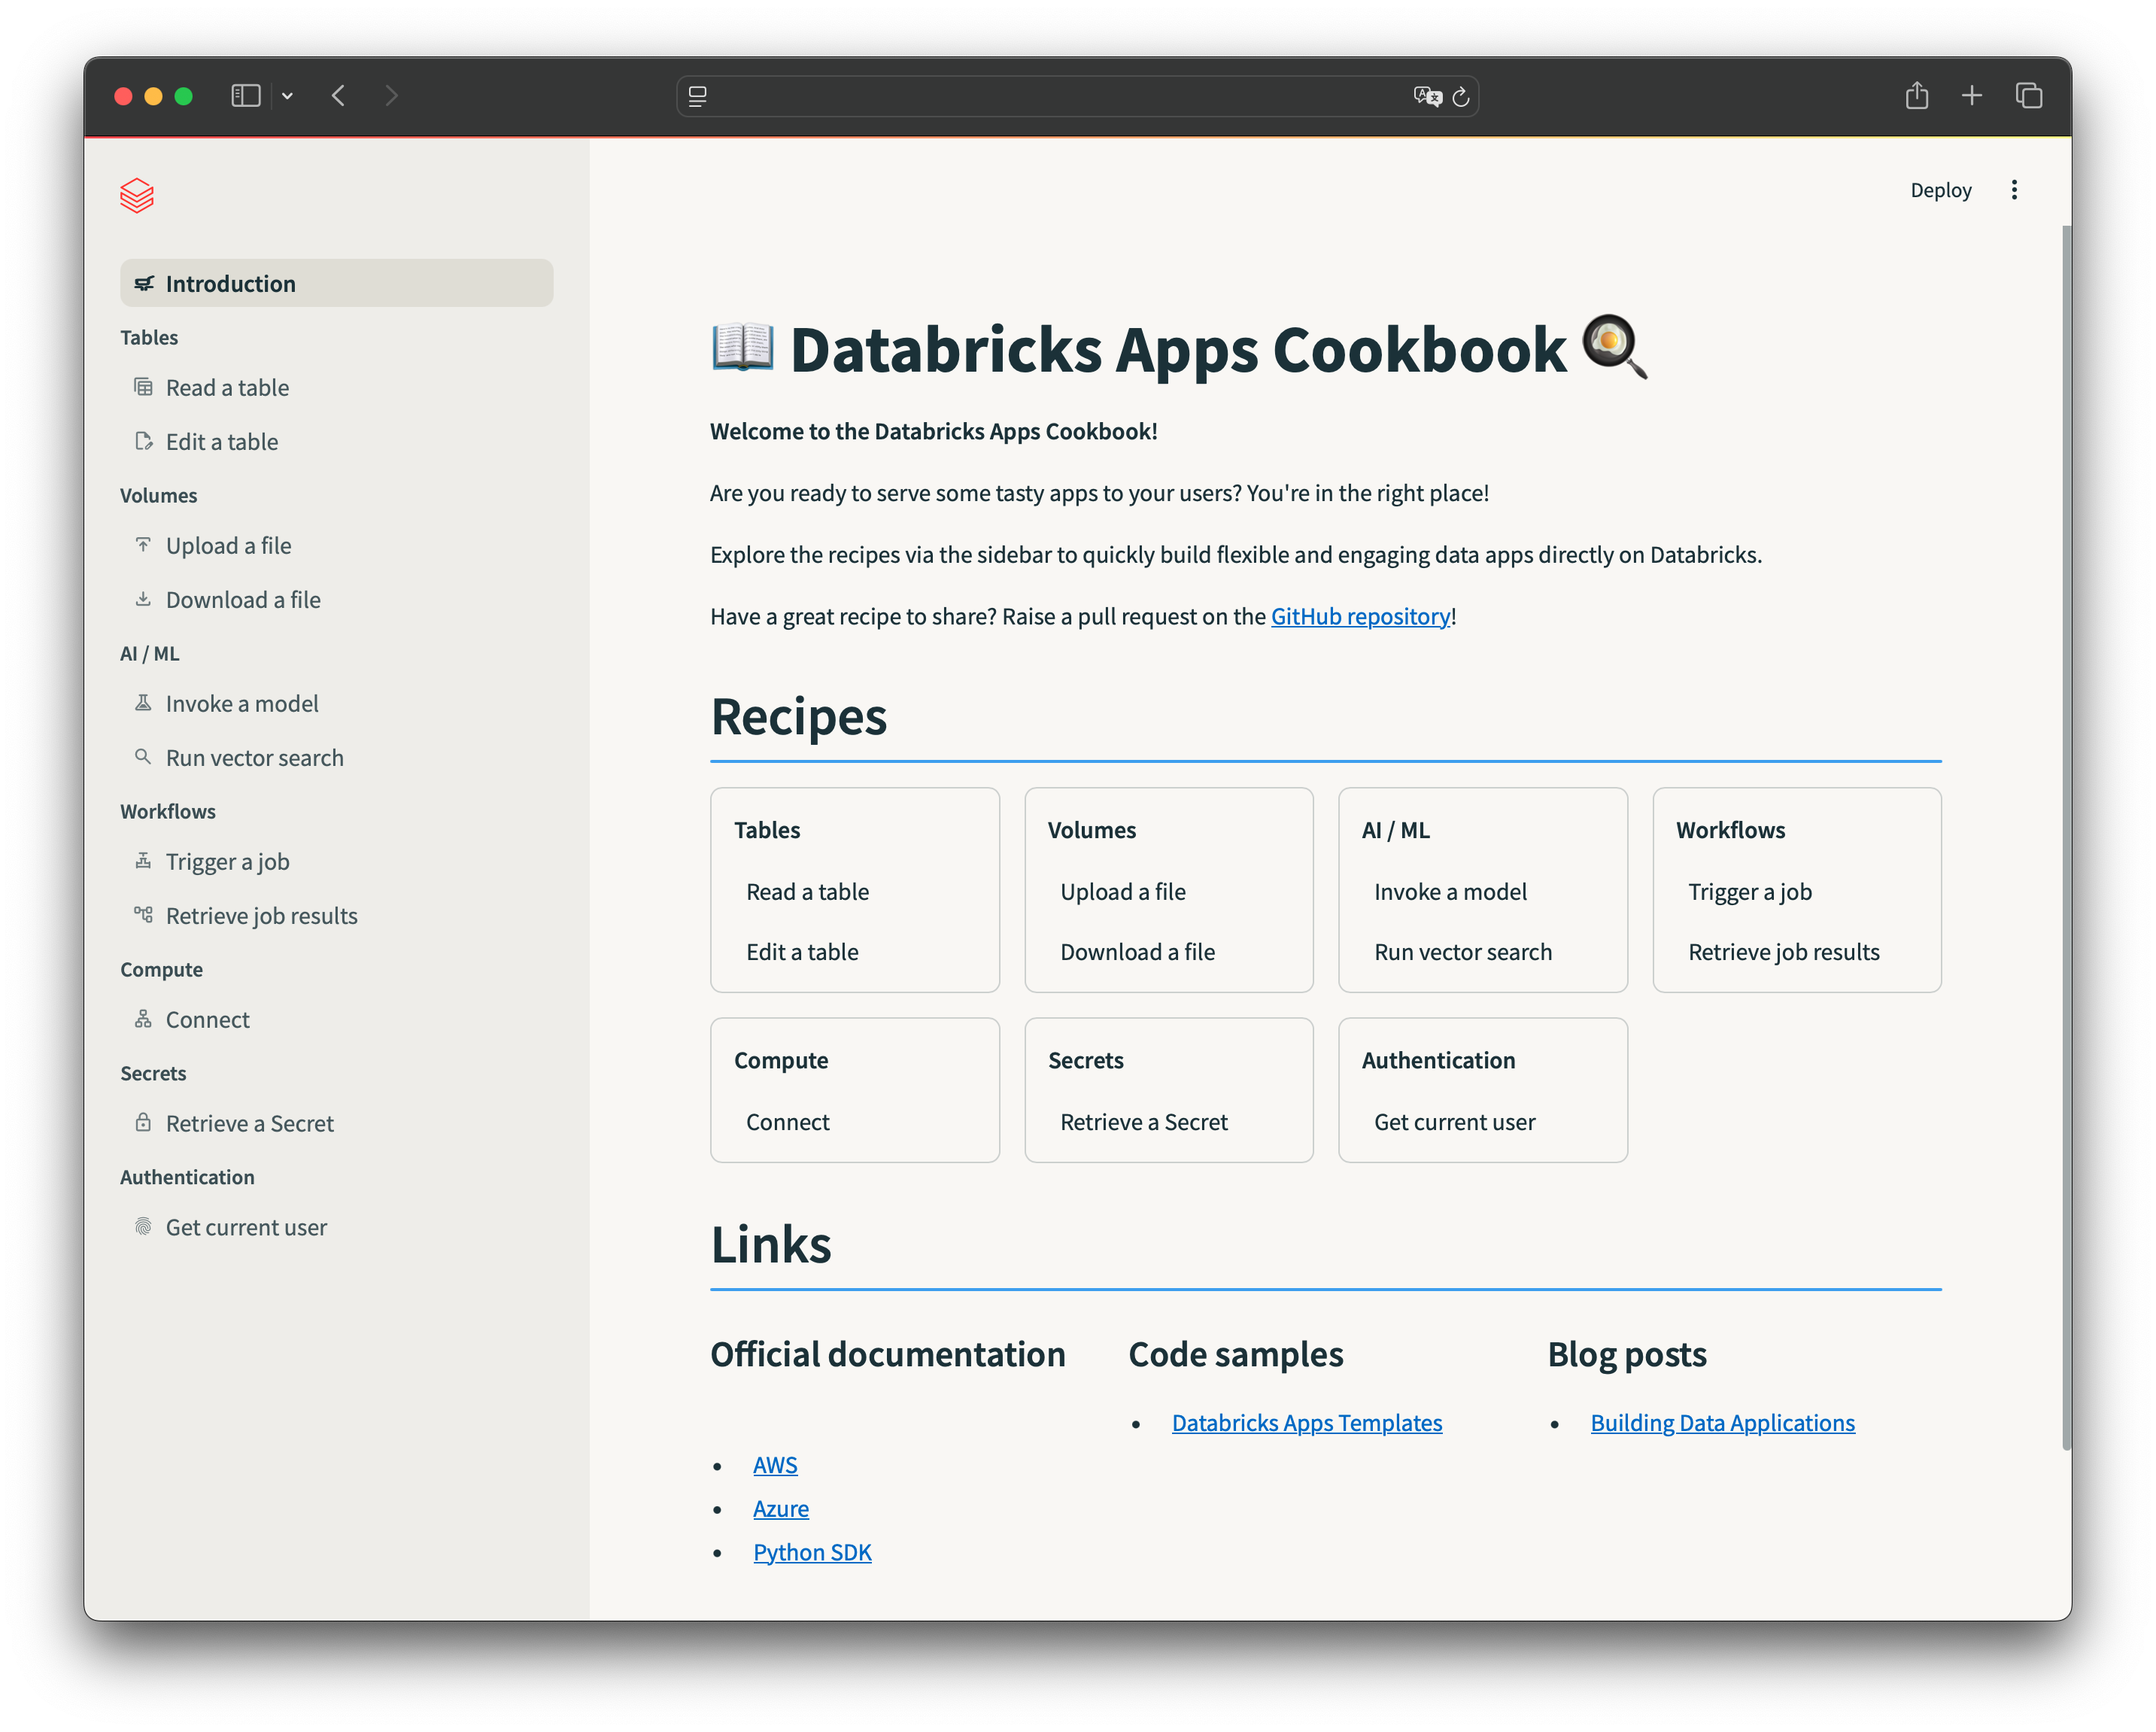 Deploy
Introduction
Tables
Read a table
Edit a table
Volumes
Upload a file
Download a file
AI / ML
Invoke a model
Run vector search
Workflows
Trigger a job
Retrieve job results
Compute
Connect
Secrets
Retrieve a Secret
Authentication
Get current user
📖 Databricks Apps Cookbook 🍳
Welcome to the Databricks Apps Cookbook!
Are you ready to serve some tasty apps to your users? You're in the right place!
Explore the recipes via the sidebar to quickly build flexible and engaging data apps directly on Databricks.
Have a great recipe to share? Raise a pull request on the GitHub repository!
Recipes
Tables
Read a table
Edit a table
Volumes
Upload a file
Download a file
AI / ML
Invoke a model
Run vector search
Workflows
Trigger a job
Retrieve job results
Compute
Connect
Secrets
Retrieve a Secret
Authentication
Get current user
Links
Official documentation
• AWS
• Azure
• Python SDK
Code samples
• Databricks Apps Templates
Blog posts
• Building Data Applications